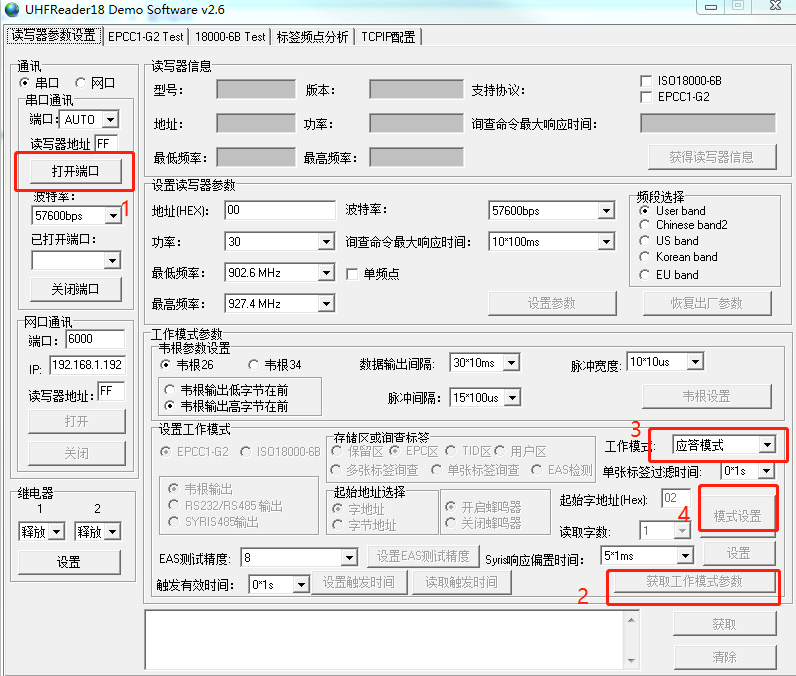 UHFReader18 Demo Software v2.6
读写器参数设置 EPCC1-G2 Test 18000-6B Test 标签频点分析 TCPIP配置
通讯
串口 网口
串口通讯
端口: AUTO
读写器地址 FF
打开端口
1
波特率:
57600bps
已打开端口:
关闭端口
网口通讯
端口: 6000
IP: 192.168.1.192
读写器地址: FF
打开
关闭
继电器
1 2
释放 释放
设置
读写器信息
型号: 版本: 支持协议: ISO18000-6B
EPCC1-G2
地址: 功率: 询查命令最大响应时间:
最低频率: 最高频率: 获得读写器信息
设置读写器参数
地址(HEX): 00 波特率: 57600bps
功率: 30 询查命令最大响应时间: 10*100ms
最低频率: 902.6 MHz 单频点
最高频率: 927.4 MHz 设置参数 恢复出厂参数
频段选择
User band
Chinese band2
US band
Korean band
EU band
工作模式参数
韦根参数设置
韦根26 韦根34 数据输出间隔: 30*10ms 脉冲宽度: 10*10us
韦根输出低字节在前
韦根输出高字节在前 脉冲间隔: 15*100us 韦根设置
设置工作模式
EPCC1-G2 ISO18000-6B
存储区或询查标签
保留区 EPC区 TID区 用户区
多张标签询查 单张标签询查 EAS检测
3
工作模式: 应答模式
单张标签过滤时间: 0*1s
韦根输出
RS232/RS485输出
SYRIS485输出
起始地址选择
字地址
字节地址
开启蜂鸣器
关闭蜂鸣器
起始字地址(Hex): 02
4
模式设置
读取字数: 1
EAS测试精度: 8 设置EAS测试精度 Syris响应偏置时间: 5*1ms 设置
触发有效时间: 0*1s 设置触发时间 读取触发时间
2
获取工作模式参数
获取
清除